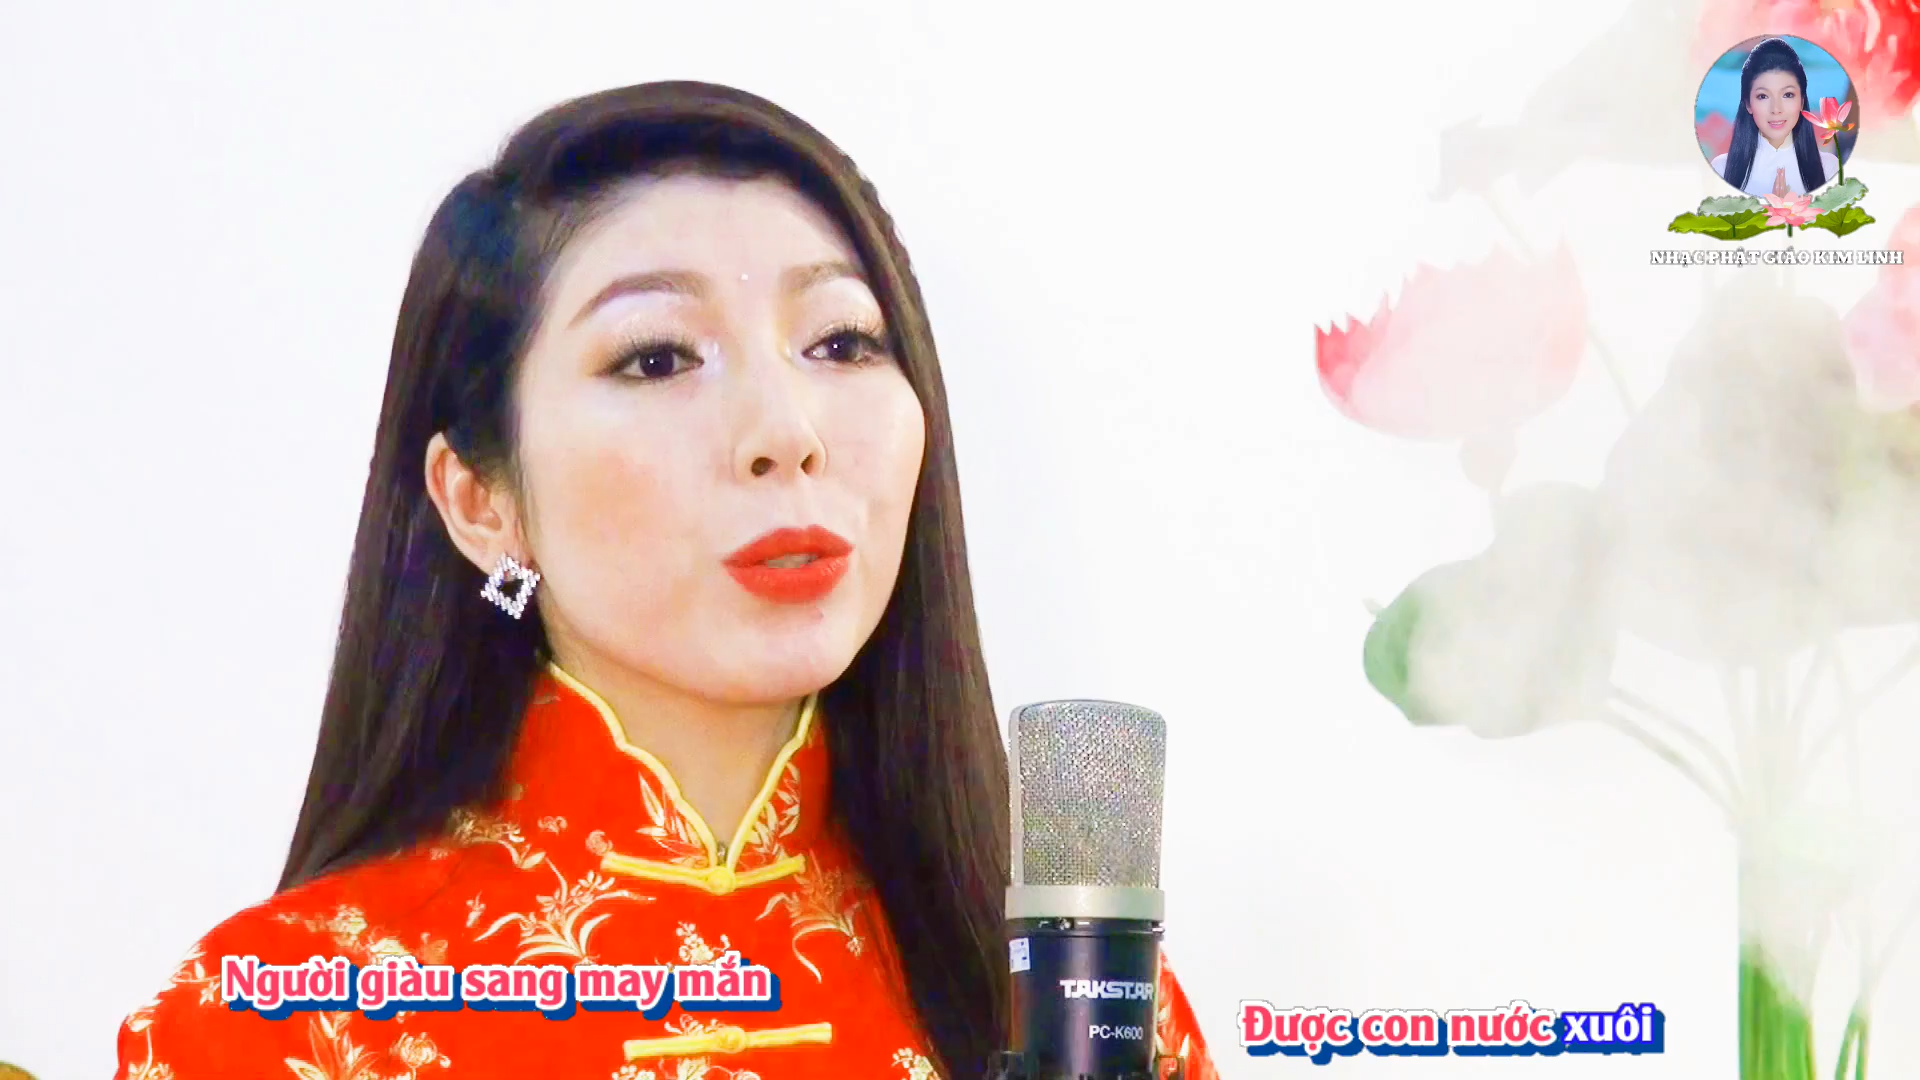 NHẠC PHẬT GIÁO KIM LINH
TAKSTAR
PC-K600
Người giàu sang may mắn
Được con nước xuôi